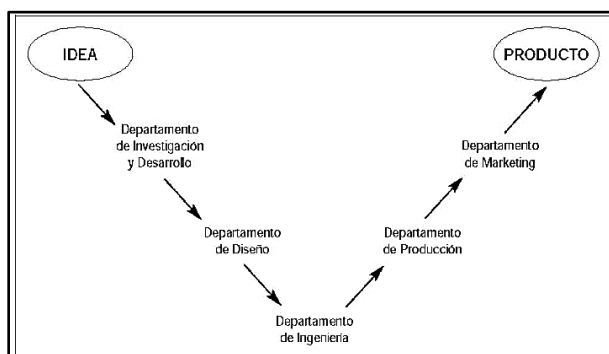 IDEA
PRODUCTO
Departamento
de Investigación
y Desarrollo
Departamento
de Marketing
Departamento
de Diseño
Departamento
de Producción
Departamento
de Ingeniería